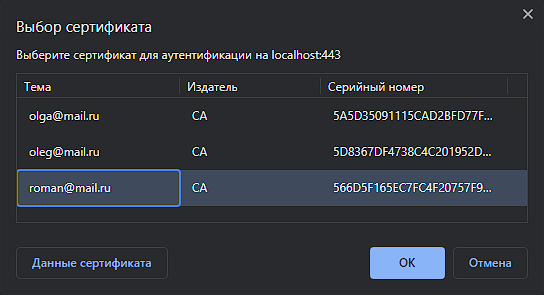 Выбор сертификата
Выберите сертификат для аутентификации на localhost:443
Тема Издатель Серийный номер
olga@mail.ru CA 5A5D35091115CAD2BFD77F...
oleg@mail.ru CA 5D8367DF4738C4C201952D...
roman@mail.ru CA 566D5F165EC7FC4F20757F9...
Данные сертификата OK Отмена